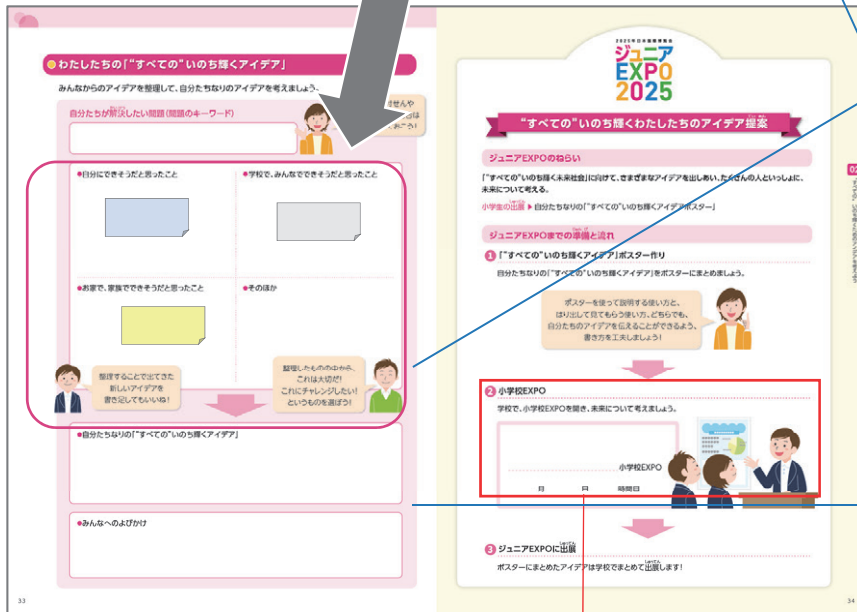 わたしたちの「"すべての"いのち輝くアイデア」
みんなからのアイデアを整理して、自分たちなりのアイデアを考えましょう。
自分たちが解決したい問題（問題のキーワード）
かいけつ
●自分にできそうだと思ったこと
●学校で、みんなでできそうだと思ったこと
●お家で、家族でできそうだと思ったこと
●そのほか
整理することで出てきた
新しいアイデアを
書き足してもいいね！
整理したものの中から、
これは大切だ！
これにチャレンジしたい！
というものを選ぼう！
●自分たちなりの「"すべての"いのち輝くアイデア」
●みんなへのよびかけ
33
2025年日本国際博覧会
ジュニア
EXPO
2025
"すべての"いのち輝くわたしたちのアイデア提案
ジュニアEXPOのねらい
「"すべての"いのち輝く未来社会」に向けて、さまざまなアイデアを出しあい、たくさんの人といっしょに、
未来について考える。
小学生の出展▶自分たちなりの「"すべての"いのち輝くアイデアポスター」
ジュニアEXPOまでの準備と流れ
1 「"すべての"いのち輝くアイデア」ポスター作り
自分たちなりの「"すべての"いのち輝くアイデア」をポスターにまとめましょう。
ポスターを使って説明する使い方と、
はり出して見てもらう使い方、どちらでも、
自分たちのアイデアを伝えることができるよう、
書き方を工夫しましょう！
2 小学校EXPO
学校で、小学校EXPOを開き、未来について考えましょう。
小学校EXPO
月 日 時間目
3 ジュニアEXPOに出展
しゅってん
ポスターにまとめたアイデアは学校でまとめて出展します！
34